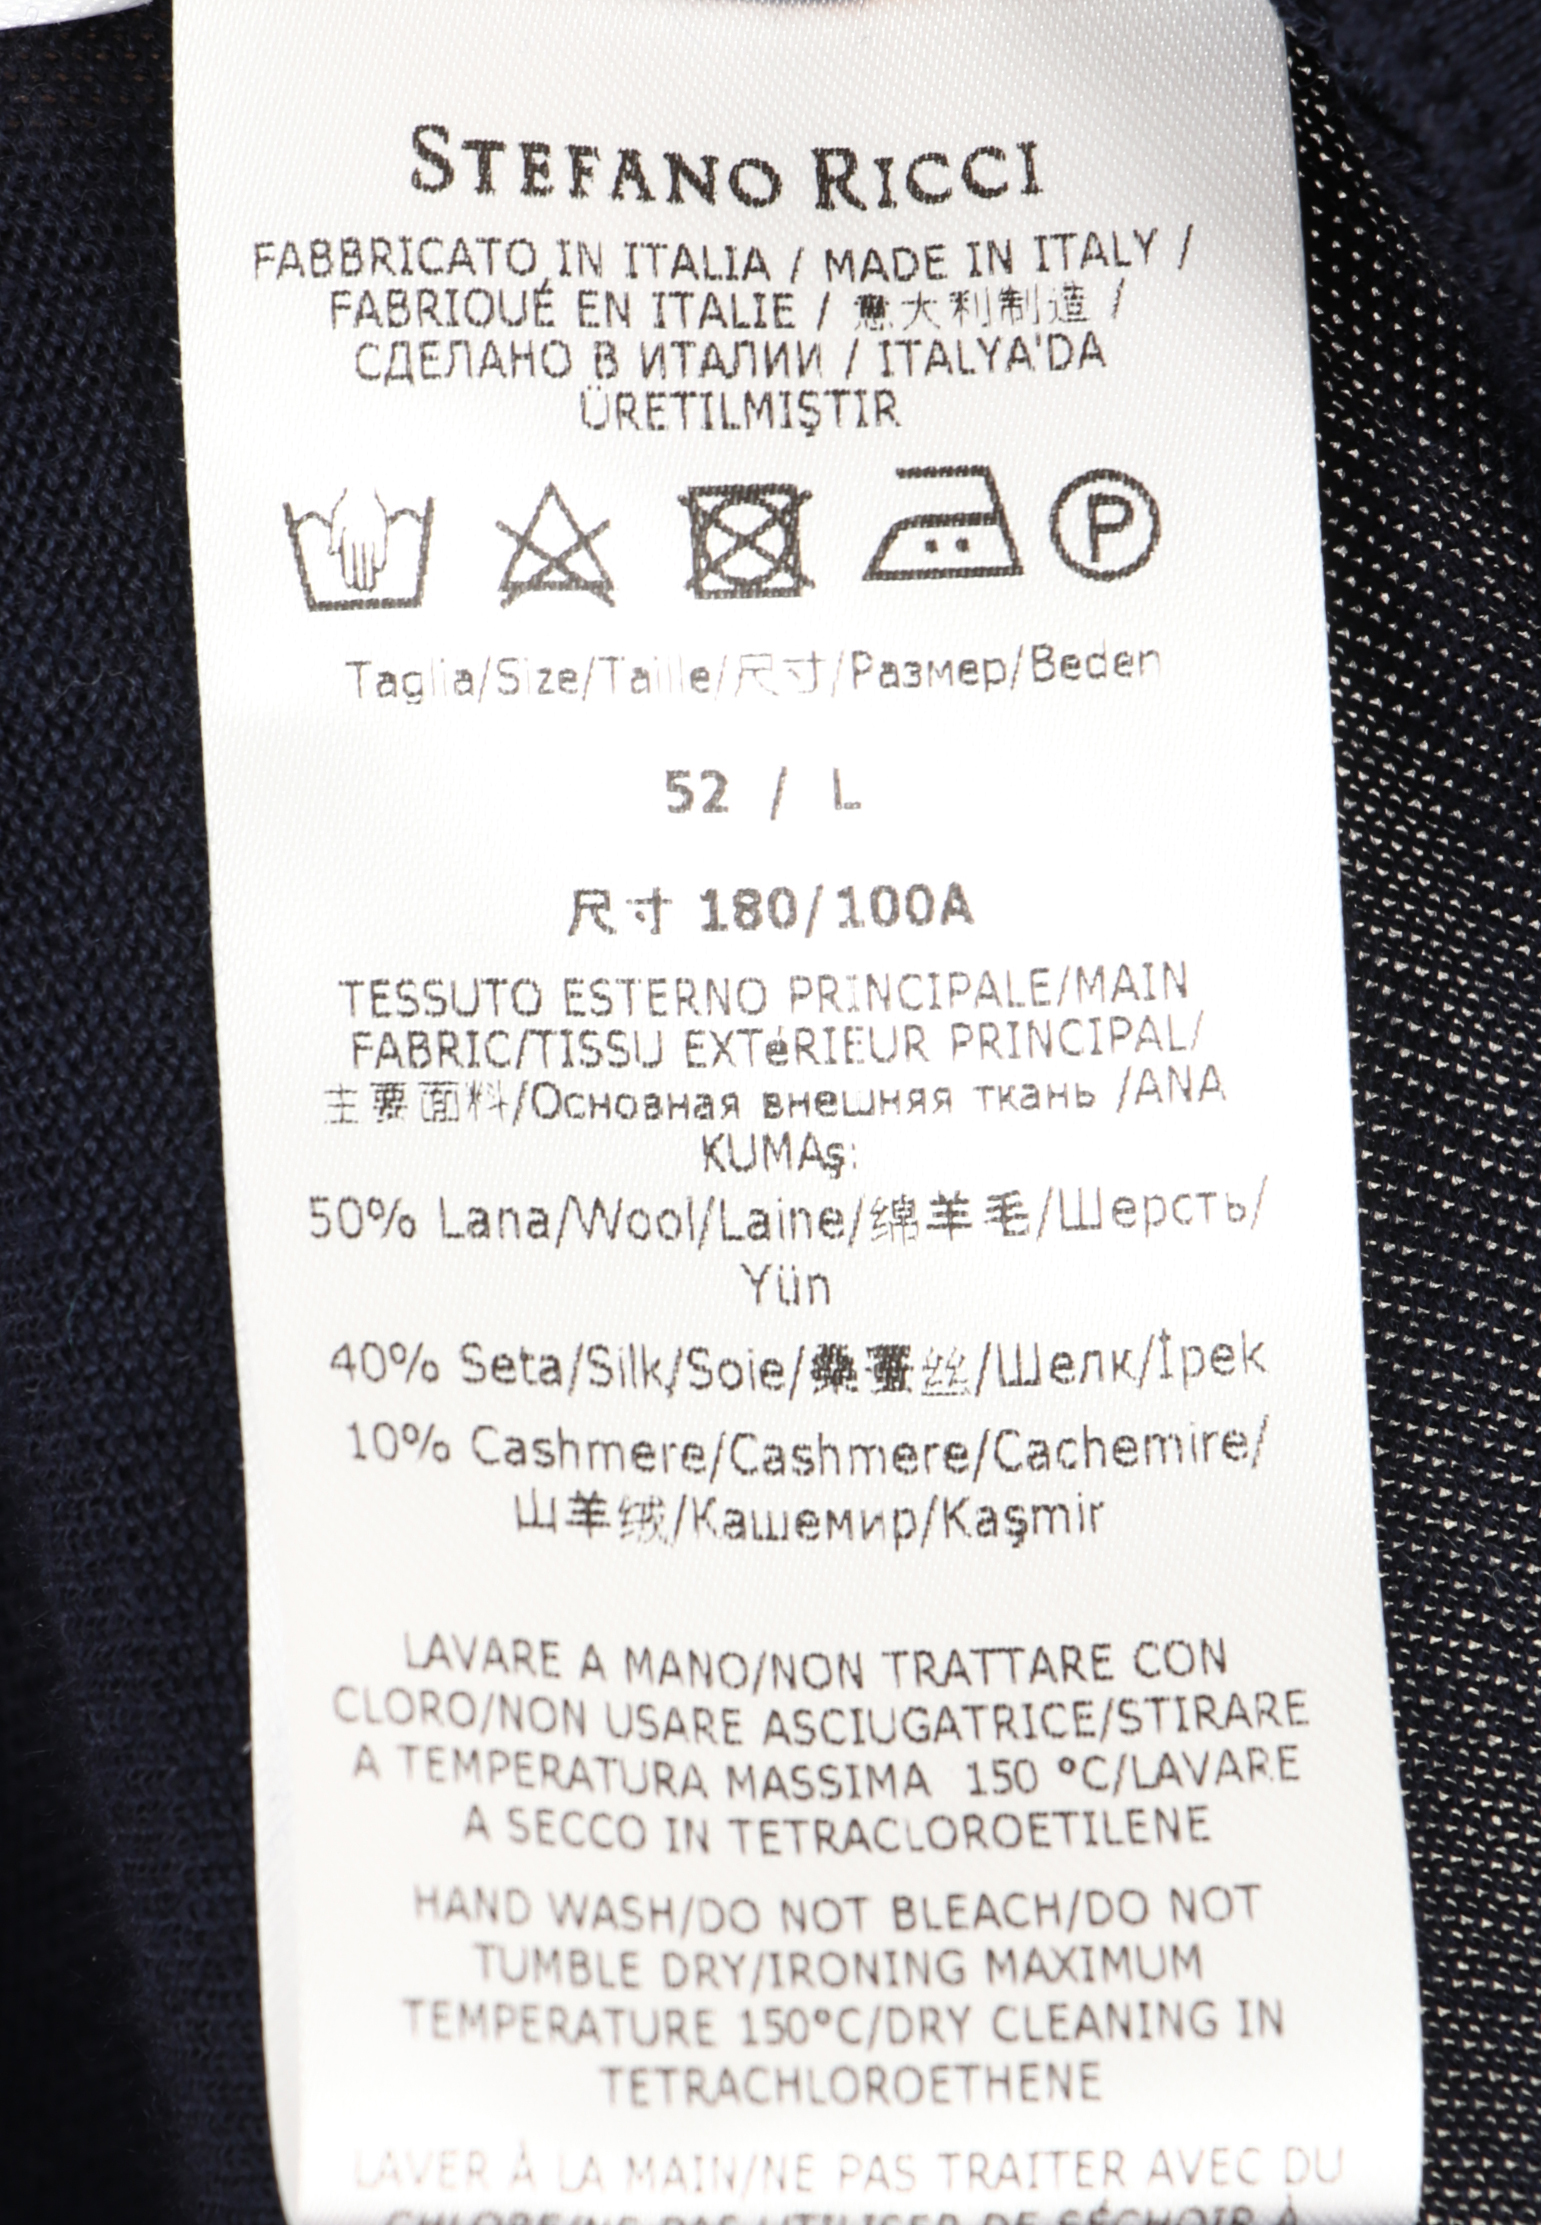 STEFANO RICCI
FABBRICATO IN ITALIA / MADE IN ITALY /
FABRIQUÉ EN ITALIE / 意大利制造 /
СДЕЛАНО В ИТАЛИИ / ITALYA'DA
ÜRETILMIŞTIR
P
Taglia/Size/Taille/尺寸/Размер/Beden
52 / L
尺寸 180/100A
TESSUTO ESTERNO PRINCIPALE/MAIN
FABRIC/TISSU EXTéRIEUR PRINCIPAL/
主要面料/Основная внешняя ткань /ANA
KUMAş:
50% Lana/Wool/Laine/绵羊毛/Шерсть/
Yün
40% Seta/Silk/Soie/桑蚕丝/Шелк/İpek
10% Cashmere/Cashmere/Cachemire/
山羊绒/Кашемир/Kaşmir
LAVARE A MANO/NON TRATTARE CON
CLORO/NON USARE ASCIUGATRICE/STIRARE
A TEMPERATURA MASSIMA 150 °C/LAVARE
A SECCO IN TETRACLOROETILENE
HAND WASH/DO NOT BLEACH/DO NOT
TUMBLE DRY/IRONING MAXIMUM
TEMPERATURE 150°C/DRY CLEANING IN
TETRACHLOROETHENE
LAVER À LA MAIN/NE PAS TRAITER AVEC DU
CHLORE/NE PAS UTILISER DE SÉCHOIR À